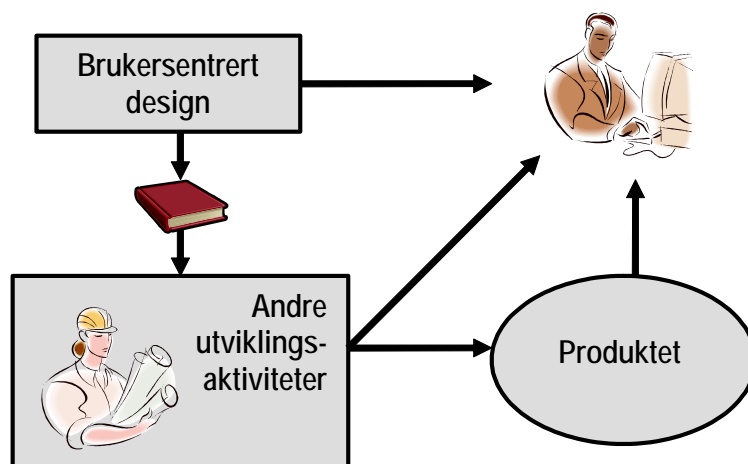 Brukersentrert
design
Andre
utviklings-
aktiviteter
Produktet